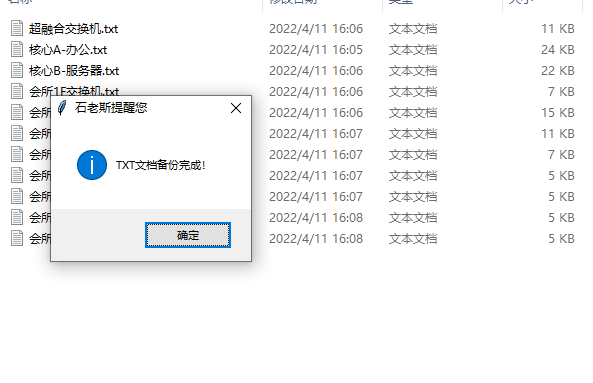 超融合交换机.txt 2022/4/11 16:06 文本文档 11 KB
核心A-办公.txt 2022/4/11 16:05 文本文档 24 KB
核心B-服务器.txt 2022/4/11 16:06 文本文档 22 KB
会所1F交换机.txt 2022/4/11 16:06 文本文档 7 KB
会所 2022/4/11 16:06 文本文档 15 KB
会所 2022/4/11 16:07 文本文档 11 KB
会所 2022/4/11 16:07 文本文档 7 KB
会所 2022/4/11 16:07 文本文档 5 KB
会所 2022/4/11 16:07 文本文档 5 KB
会所 2022/4/11 16:08 文本文档 5 KB
会所 2022/4/11 16:08 文本文档 5 KB
石老斯提醒您
TXT文档备份完成!
确定